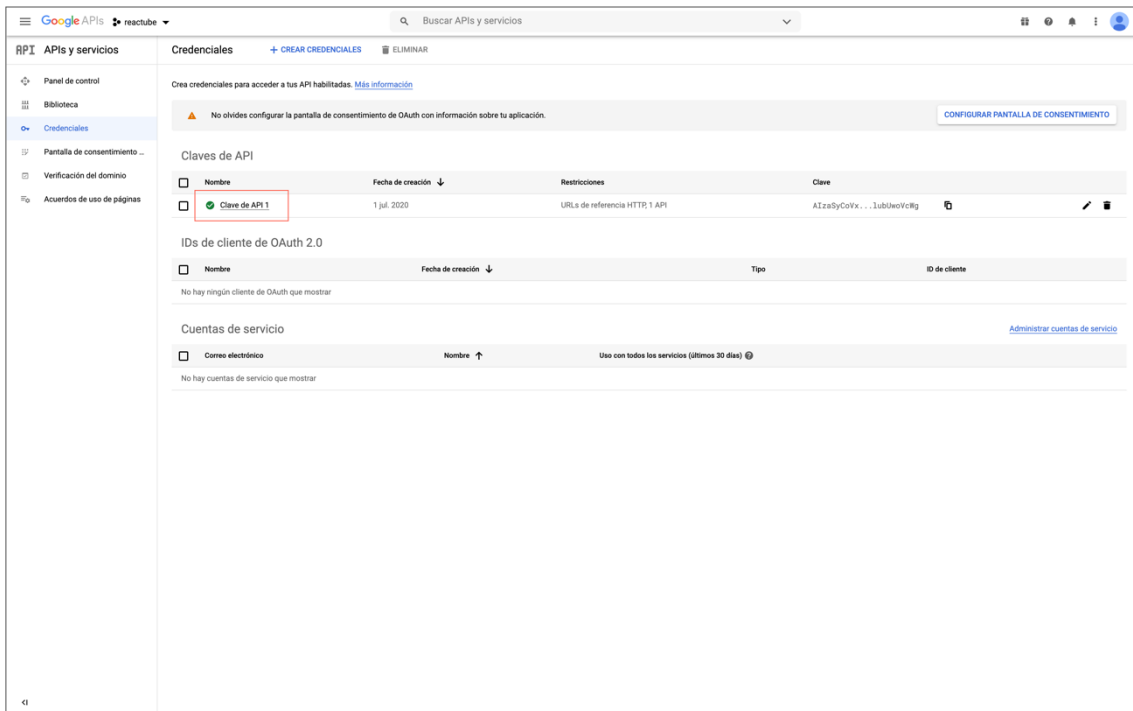 Google APIs reactube Buscar APIs y servicios
API APIs y servicios Credenciales + CREAR CREDENCIALES ELIMINAR
Panel de control
Biblioteca
Credenciales
Pantalla de consentimiento ...
Verificación del dominio
Acuerdos de uso de páginas
Crea credenciales para acceder a tus API habilitadas. Más información
No olvides configurar la pantalla de consentimiento de OAuth con información sobre tu aplicación. CONFIGURAR PANTALLA DE CONSENTIMIENTO
Claves de API
Nombre Fecha de creación Restricciones Clave
Clave de API 1 1 jul. 2020 URLs de referencia HTTP, 1 API AIzaSyCoVx...lubUwoVcWg
IDs de cliente de OAuth 2.0
Nombre Fecha de creación Tipo ID de cliente
No hay ningún cliente de OAuth que mostrar
Cuentas de servicio Administrar cuentas de servicio
Correo electrónico Nombre Uso con todos los servicios (últimos 30 días)
No hay cuentas de servicio que mostrar